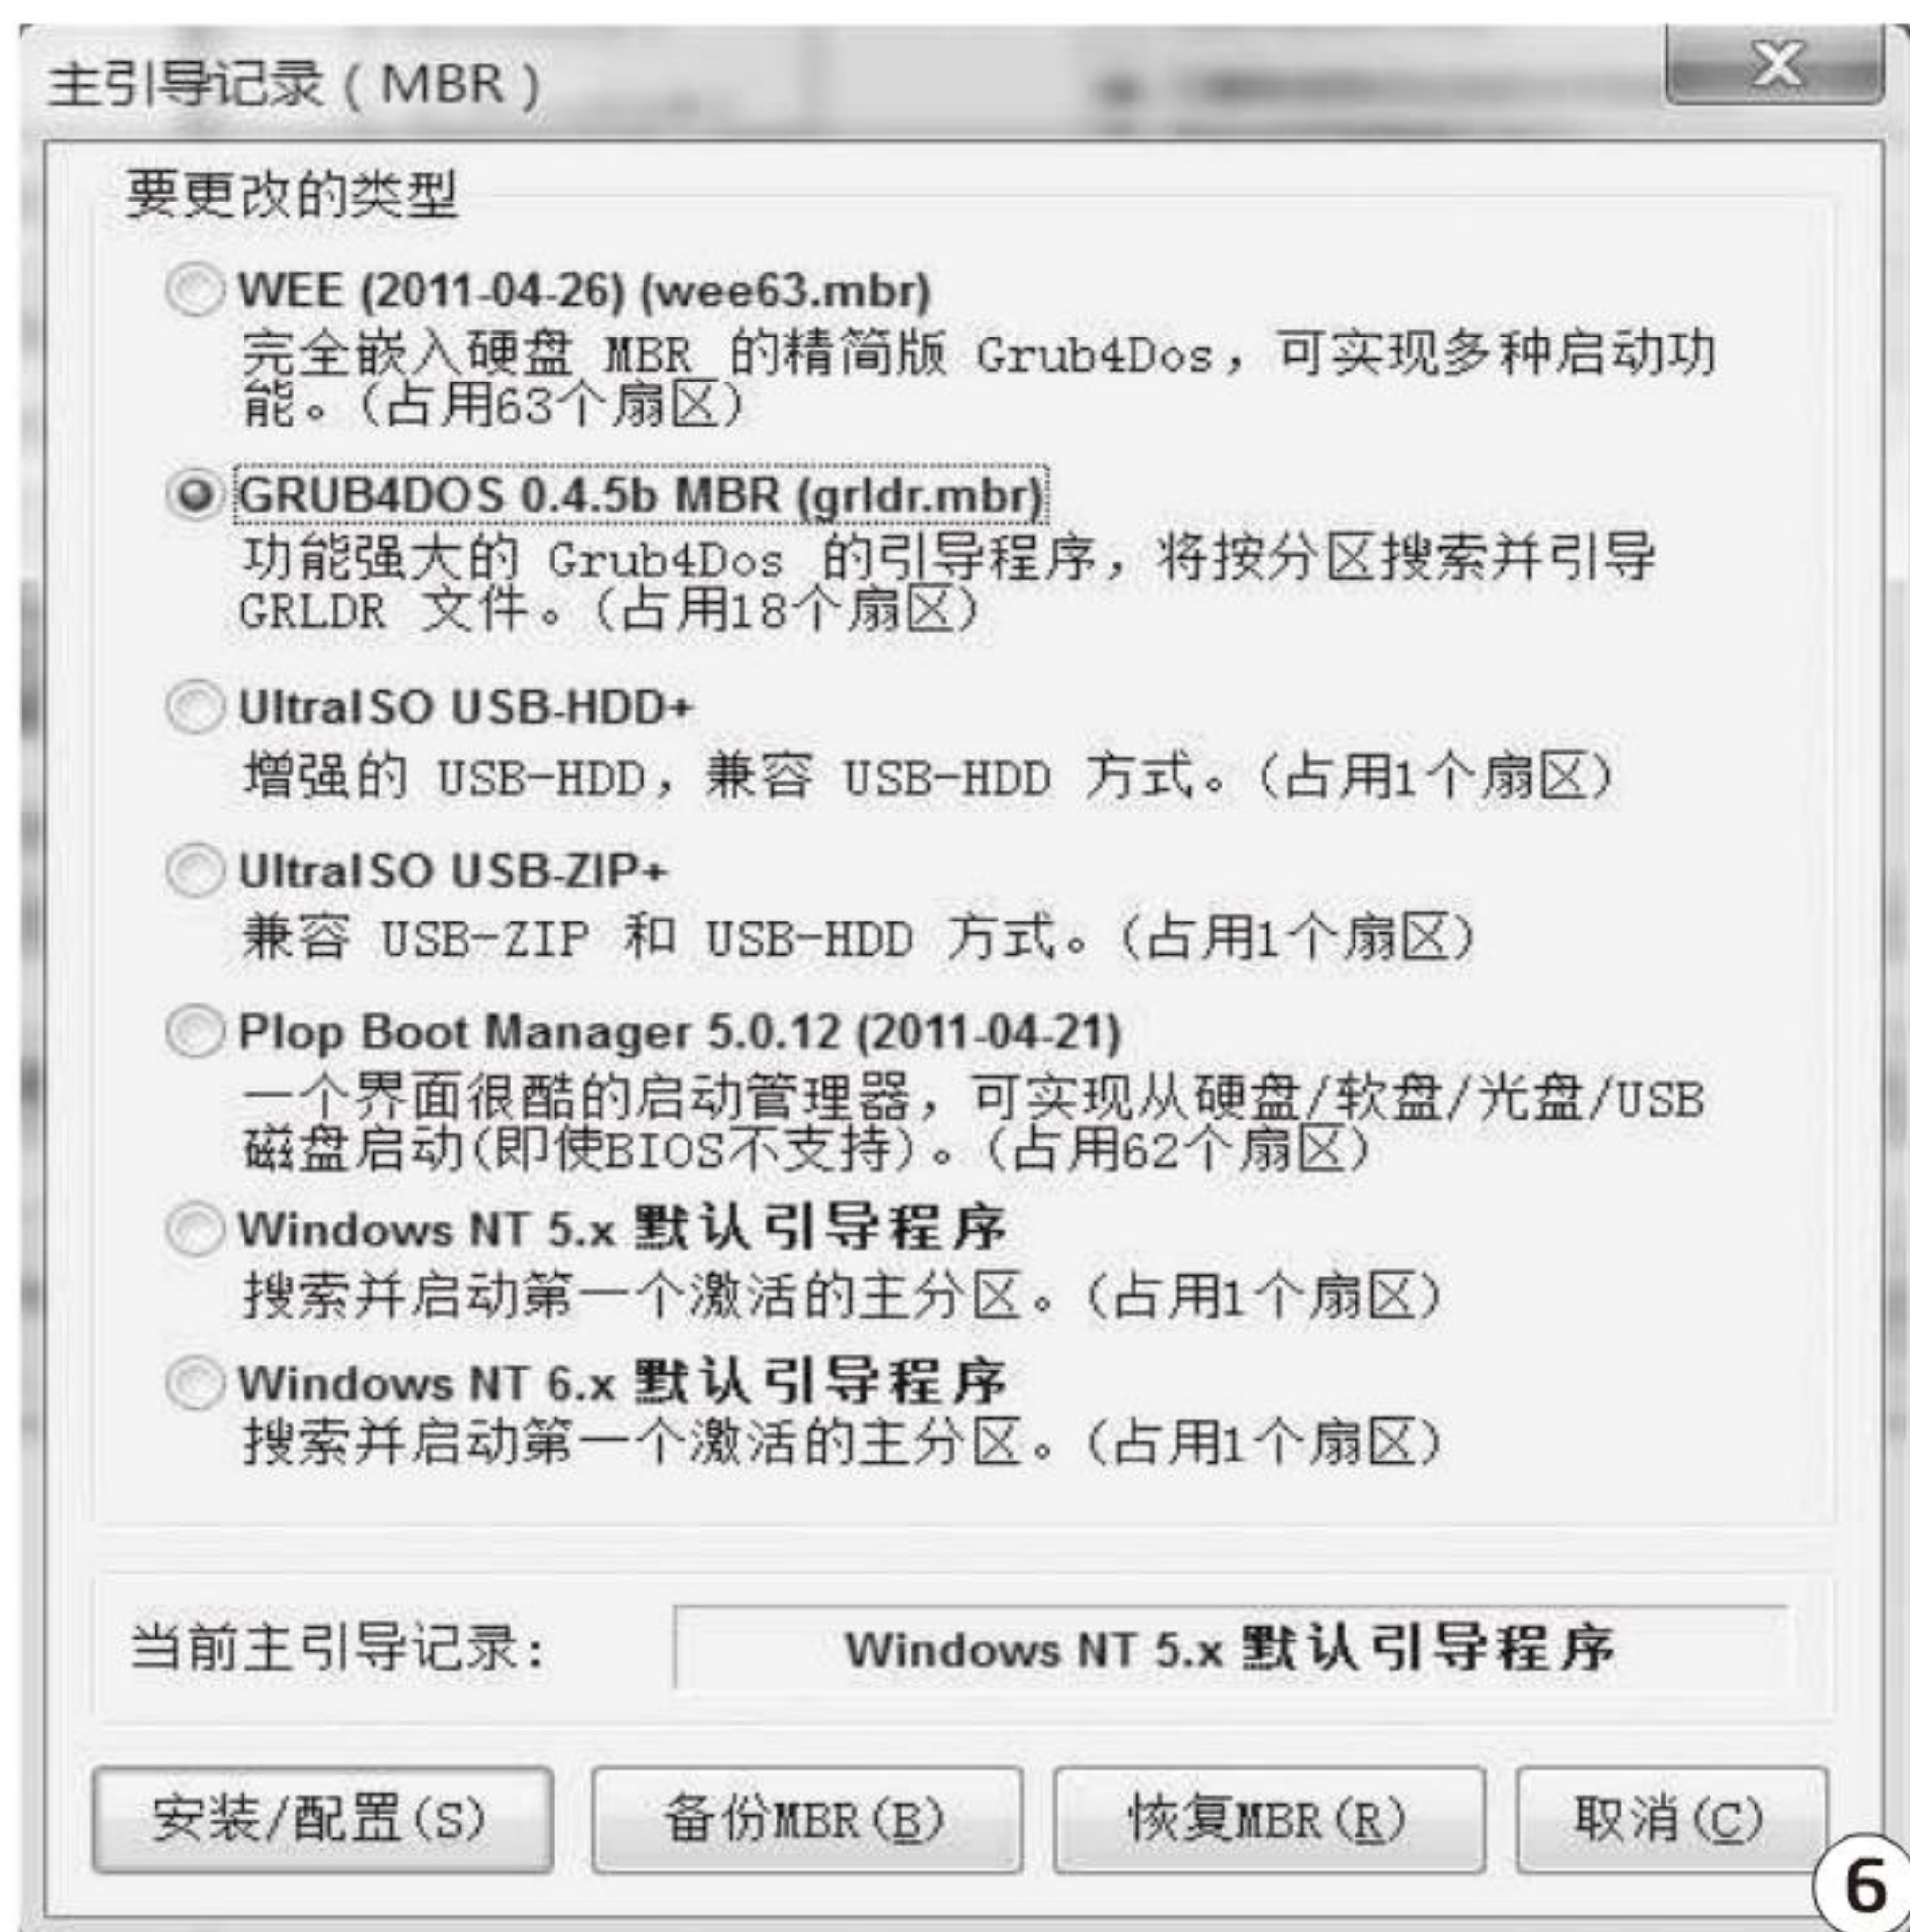 主引导记录（MBR）
要更改的类型
WEE (2011-04-26) (wee63.mbr)
完全嵌入硬盘 MBR 的精简版 Grub4Dos，可实现多种启动功
能。（占用63个扇区）
GRUB4DOS 0.4.5b MBR (grldr.mbr)
功能强大的 Grub4Dos 的引导程序，将按分区搜索并引导
GRLDR 文件。（占用18个扇区）
UltraISO USB-HDD+
增强的 USB-HDD，兼容 USB-HDD 方式。（占用1个扇区）
UltraISO USB-ZIP+
兼容 USB-ZIP 和 USB-HDD 方式。（占用1个扇区）
Plop Boot Manager 5.0.12 (2011-04-21)
一个界面很酷的启动管理器，可实现从硬盘/软盘/光盘/USB
磁盘启动(即使BIOS不支持)。（占用62个扇区）
Windows NT 5.x 默认引导程序
搜索并启动第一个激活的主分区。（占用1个扇区）
Windows NT 6.x 默认引导程序
搜索并启动第一个激活的主分区。（占用1个扇区）
当前主引导记录： Windows NT 5.x 默认引导程序
安装/配置(S) 备份MBR(B) 恢复MBR(R) 取消(C)
6